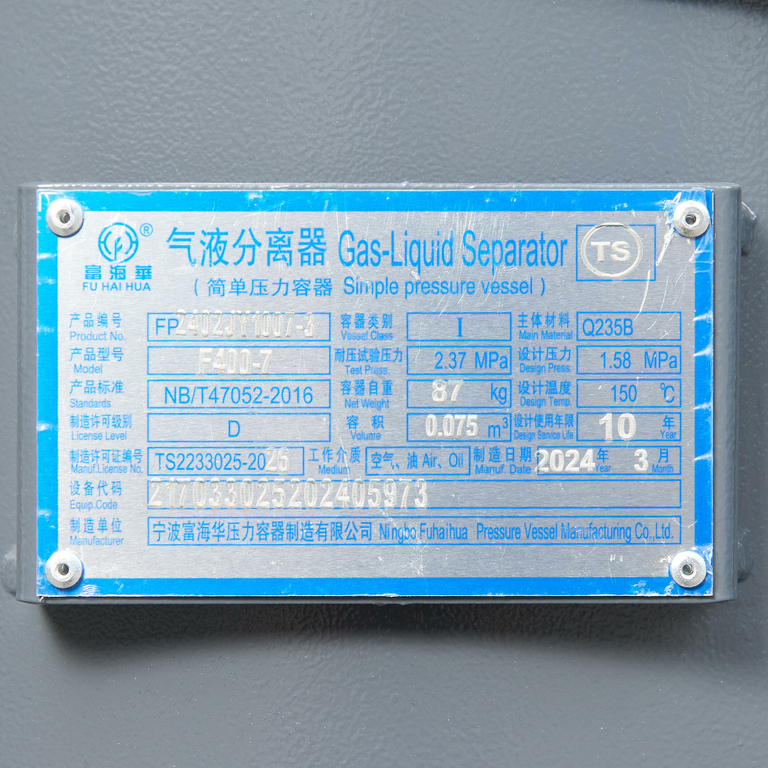 富海華® 气液分离器 Gas-Liquid Separator TS
FU HAI HUA (简单压力容器 Simple pressure vessel)
产品编号 FP2402JY1007-3 容器类别 I 主体材料 Q235B
Product No. Vessel Class Main Material
产品型号 F400-7 耐压试验压力 2.37 MPa 设计压力 1.58 MPa
Model Test Press. Design Press.
产品标准 NB/T47052-2016 容器自重 87 kg 设计温度 150 ℃
Standards Net Weight Design Temp.
制造许可级别 D 容积 0.075 m³ 设计使用年限 10 年
License Level Volume Design Service Life Year
制造许可证编号 TS2233025-2025 工作介质 空气、油 Air, Oil 制造日期 2024 年 3 月
Manuf.License No. Medium Manuf. Date Year Month
设备代码 217033025202405973
Equip.Code
制造单位 宁波富海华压力容器制造有限公司 Ningbo Fuhaihua Pressure Vessel Manufacturing Co.,Ltd.
Manufacturer